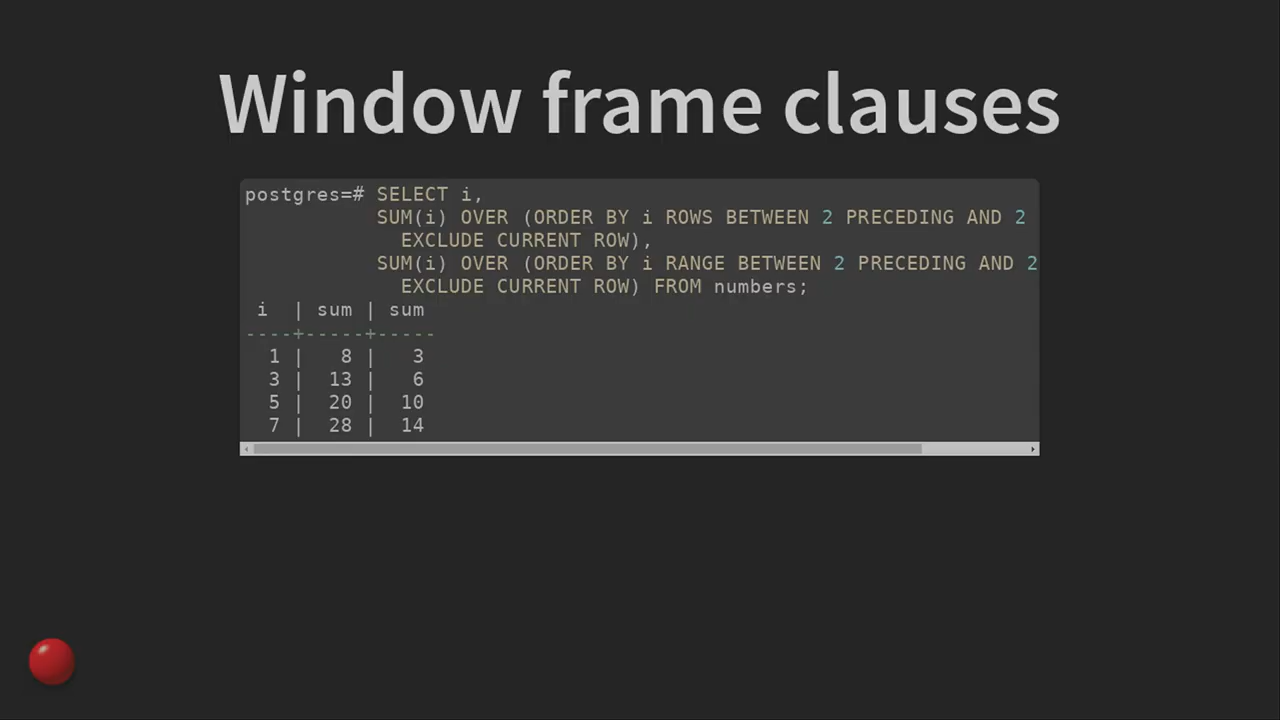 Window frame clauses
postgres=# SELECT i,
SUM(i) OVER (ORDER BY i ROWS BETWEEN 2 PRECEDING AND 2
EXCLUDE CURRENT ROW),
SUM(i) OVER (ORDER BY i RANGE BETWEEN 2 PRECEDING AND 2
EXCLUDE CURRENT ROW) FROM numbers;
i | sum | sum
----+-----+-----
1 | 8 | 3
3 | 13 | 6
5 | 20 | 10
7 | 28 | 14